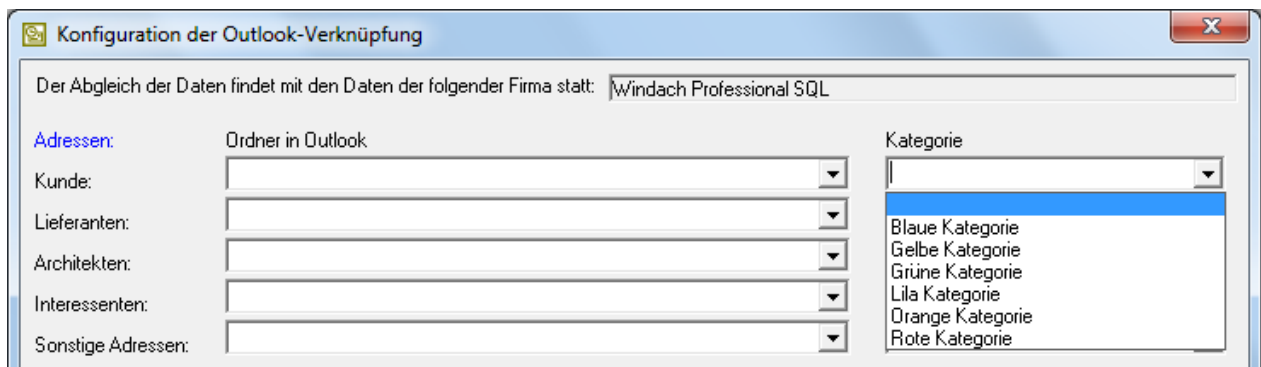 Konfiguration der Outlook-Verknüpfung
Der Abgleich der Daten findet mit den Daten der folgender Firma statt: Windach Professional SQL
Adressen: Ordner in Outlook Kategorie
Kunde:
Lieferanten:
Blaue Kategorie
Gelbe Kategorie
Architekten:
Grüne Kategorie
Lila Kategorie
Interessenten:
Orange Kategorie
Sonstige Adressen:
Rote Kategorie